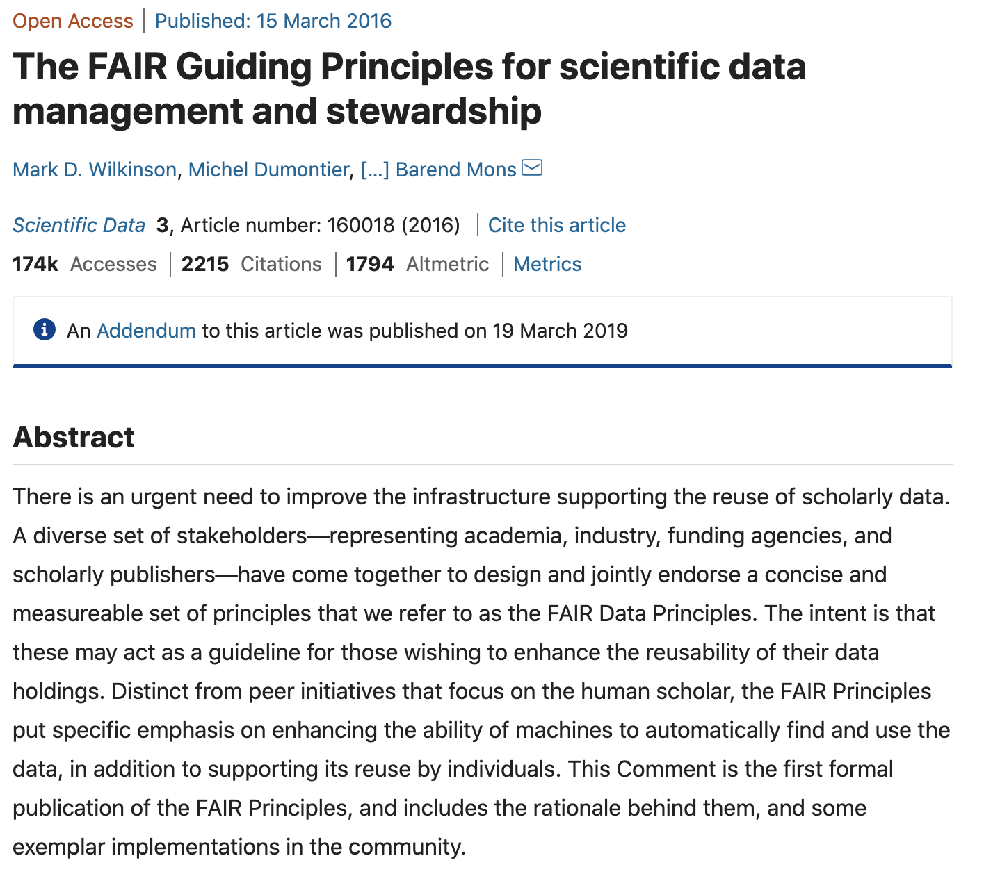 Open Access | Published: 15 March 2016
The FAIR Guiding Principles for scientific data
management and stewardship
Mark D. Wilkinson, Michel Dumontier, [...] Barend Mons
Scientific Data 3, Article number: 160018 (2016) | Cite this article
174k Accesses | 2215 Citations | 1794 Altmetric | Metrics
An Addendum to this article was published on 19 March 2019
Abstract
There is an urgent need to improve the infrastructure supporting the reuse of scholarly data.
A diverse set of stakeholders—representing academia, industry, funding agencies, and
scholarly publishers—have come together to design and jointly endorse a concise and
measureable set of principles that we refer to as the FAIR Data Principles. The intent is that
these may act as a guideline for those wishing to enhance the reusability of their data
holdings. Distinct from peer initiatives that focus on the human scholar, the FAIR Principles
put specific emphasis on enhancing the ability of machines to automatically find and use the
data, in addition to supporting its reuse by individuals. This Comment is the first formal
publication of the FAIR Principles, and includes the rationale behind them, and some
exemplar implementations in the community.